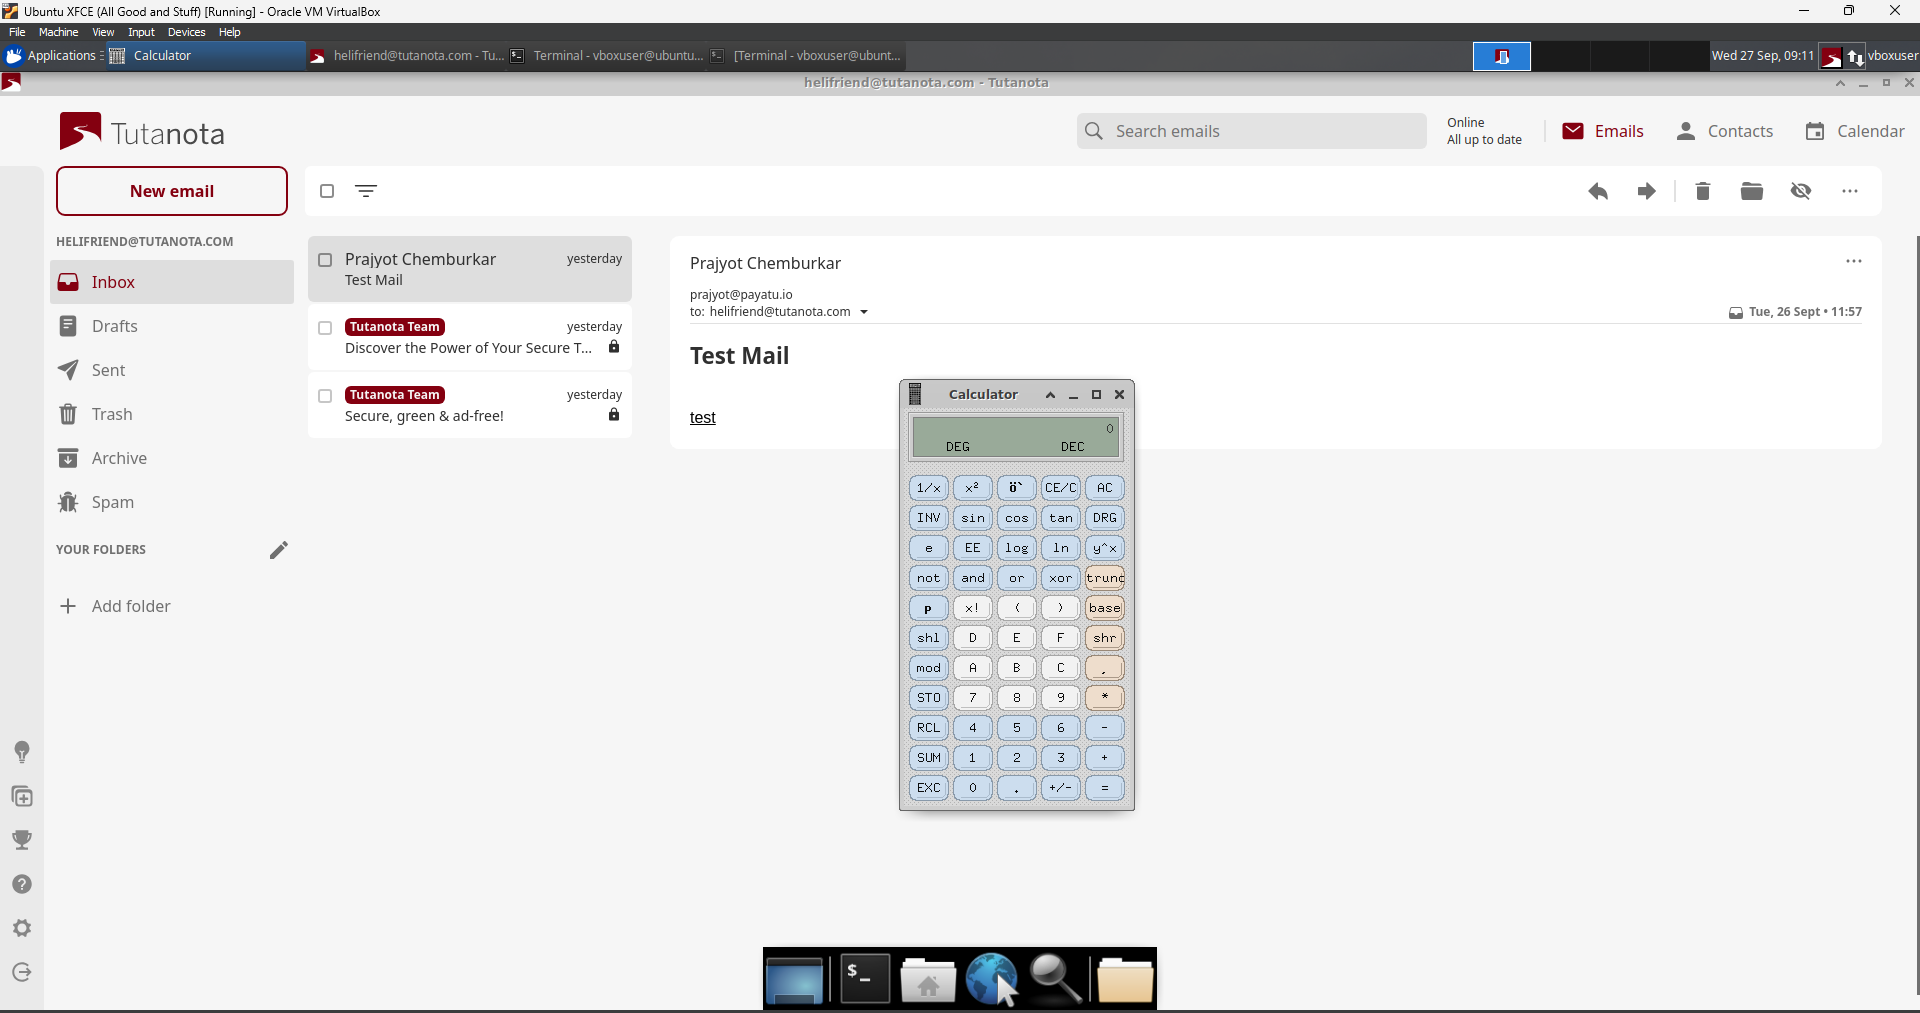 Ubuntu XFCE (All Good and Stuff) [Running] - Oracle VM VirtualBox
File Machine View Input Devices Help
Applications Calculator helifriend@tutanota.com - Tu... Terminal - vboxuser@ubuntu... [Terminal - vboxuser@ubunt... Wed 27 Sep, 09:11 vboxuser
helifriend@tutanota.com - Tutanota
Tutanota
Search emails
Online
All up to date
Emails Contacts Calendar
New email
HELIFRIEND@TUTANOTA.COM
Inbox
Drafts
Sent
Trash
Archive
Spam
YOUR FOLDERS
Add folder
Prajyot Chemburkar yesterday
Test Mail
Tutanota Team yesterday
Discover the Power of Your Secure T...
Tutanota Team yesterday
Secure, green & ad-free!
Prajyot Chemburkar
prajyot@payatu.io
to: helifriend@tutanota.com
Tue, 26 Sept • 11:57
Test Mail
test
Calculator
0
DEG DEC
1/x x² ö` CE/C AC
INV sin cos tan DRG
e EE log ln y^x
not and or xor trunc
p x! ( ) base
shl D E F shr
mod A B C ,
STO 7 8 9 *
RCL 4 5 6 -
SUM 1 2 3 +
EXC 0 . +/- =
$_